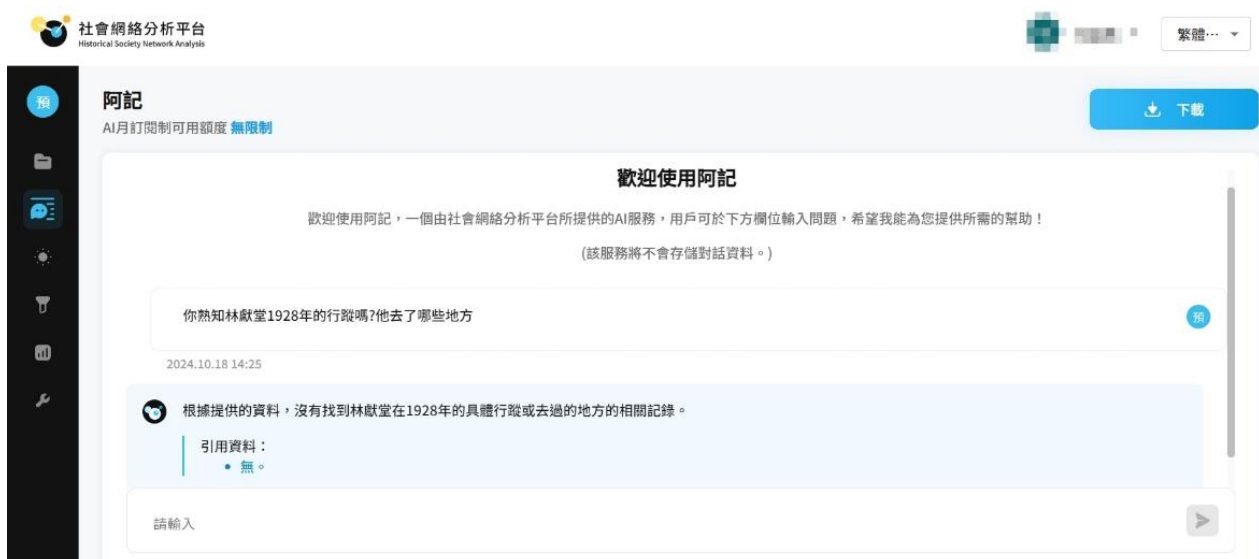 社會網絡分析平台
Historical Society Network Analysis
繁體…
預
阿記
AI月訂閱制可用額度 無限制
下載
歡迎使用阿記
歡迎使用阿記，一個由社會網絡分析平台所提供的AI服務，用戶可於下方欄位輸入問題，希望我能為您提供所需的幫助！
(該服務將不會存儲對話資料。)
你熟知林獻堂1928年的行蹤嗎?他去了哪些地方
預
2024.10.18 14:25
根據提供的資料，沒有找到林獻堂在1928年的具體行蹤或去過的地方的相關記錄。
引用資料：
• 無。
請輸入